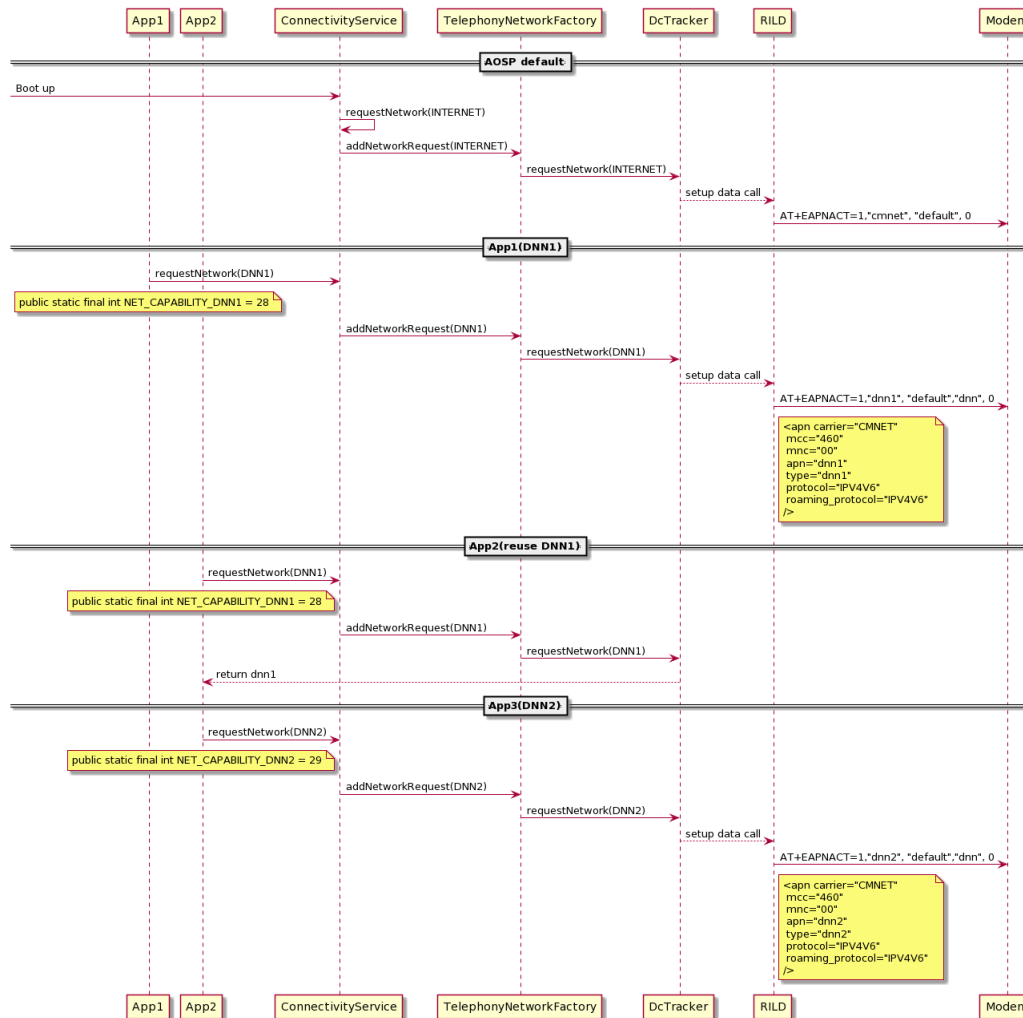 App1 App2 ConnectivityService TelephonyNetworkFactory DcTracker RILD Modem
AOSP default
Boot up
requestNetwork(INTERNET)
addNetworkRequest(INTERNET)
requestNetwork(INTERNET)
setup data call
AT+EAPNACT=1,"cmnet", "default", 0
App1(DNN1)
requestNetwork(DNN1)
public static final int NET_CAPABILITY_DNN1 = 28
addNetworkRequest(DNN1)
requestNetwork(DNN1)
setup data call
AT+EAPNACT=1,"dnn1", "default","dnn", 0
<apn carrier="CMNET"
mcc="460"
mnc="00"
apn="dnn1"
type="dnn1"
protocol="IPV4V6"
roaming_protocol="IPV4V6"
/>
App2(reuse DNN1)
requestNetwork(DNN1)
public static final int NET_CAPABILITY_DNN1 = 28
addNetworkRequest(DNN1)
requestNetwork(DNN1)
return dnn1
App3(DNN2)
requestNetwork(DNN2)
public static final int NET_CAPABILITY_DNN2 = 29
addNetworkRequest(DNN2)
requestNetwork(DNN2)
setup data call
AT+EAPNACT=1,"dnn2", "default","dnn", 0
<apn carrier="CMNET"
mcc="460"
mnc="00"
apn="dnn2"
type="dnn2"
protocol="IPV4V6"
roaming_protocol="IPV4V6"
/>
App1 App2 ConnectivityService TelephonyNetworkFactory DcTracker RILD Modem